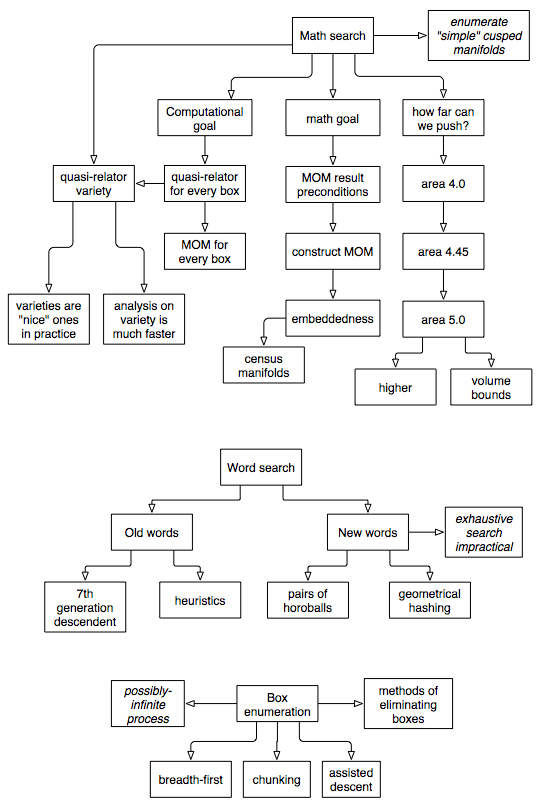 Math search
enumerate
"simple" cusped
manifolds
Computational
goal
math goal
how far can
we push?
quasi-relator
variety
quasi-relator
for every box
MOM result
preconditions
area 4.0
MOM for
every box
construct MOM
area 4.45
varieties are
"nice" ones
in practice
analysis on
variety is
much faster
embeddedness
area 5.0
census
manifolds
higher
volume
bounds
Word search
Old words
New words
exhaustive
search
impractical
7th
generation
descendent
heuristics
pairs of
horoballs
geometrical
hashing
possibly-
infinite
process
Box
enumeration
methods of
eliminating
boxes
breadth-first
chunking
assisted
descent